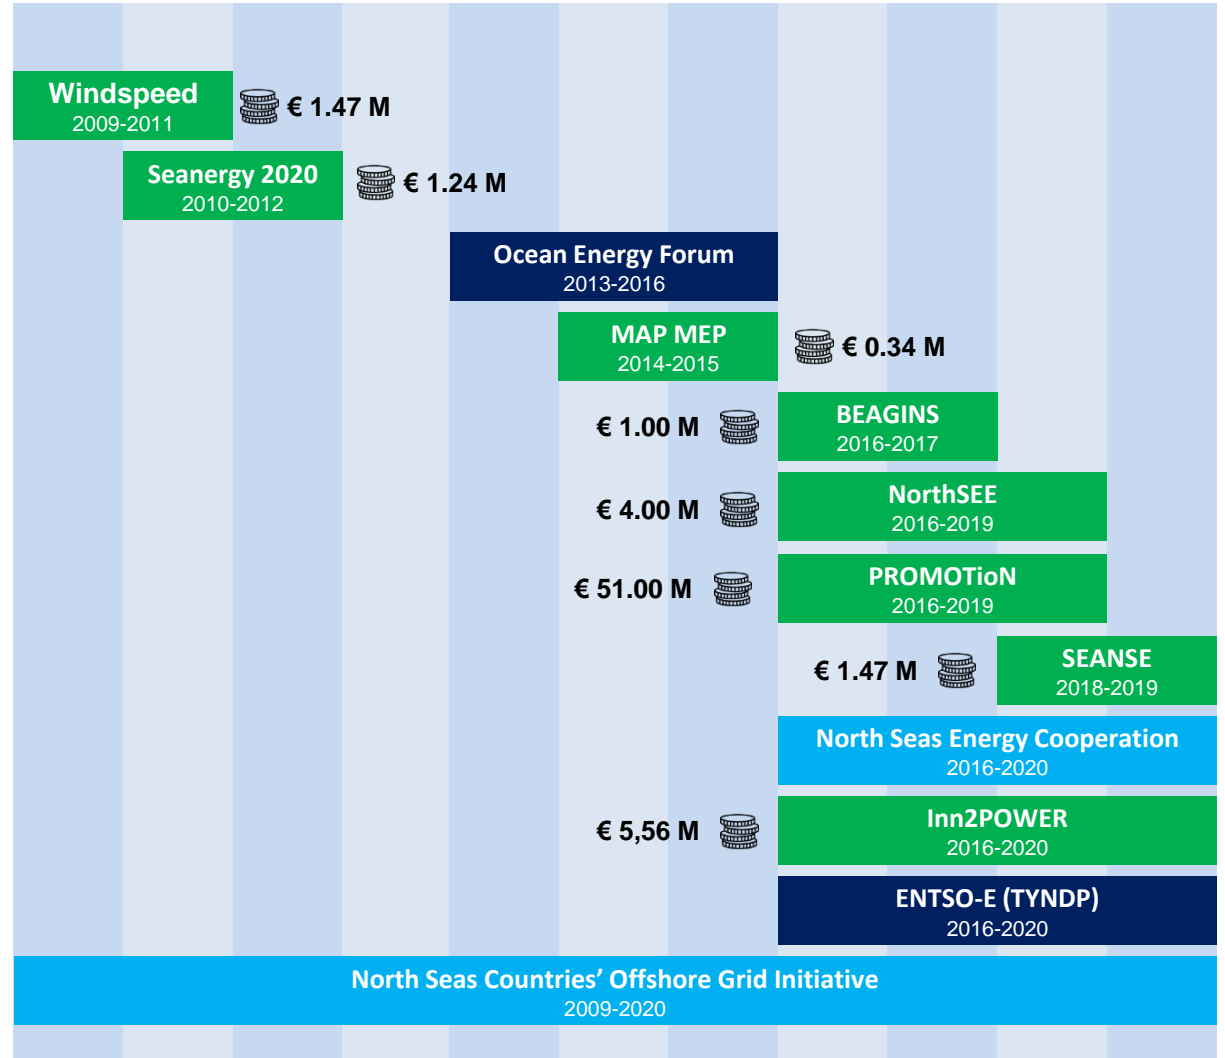 Windspeed
2009-2011
€ 1.47 M
Seanergy 2020
2010-2012
€ 1.24 M
Ocean Energy Forum
2013-2016
MAP MEP
2014-2015
€ 0.34 M
€ 1.00 M
BEAGINS
2016-2017
€ 4.00 M
NorthSEE
2016-2019
€ 51.00 M
PROMOTioN
2016-2019
€ 1.47 M
SEANSE
2018-2019
North Seas Energy Cooperation
2016-2020
€ 5,56 M
Inn2POWER
2016-2020
ENTSO-E (TYNDP)
2016-2020
North Seas Countries’ Offshore Grid Initiative
2009-2020